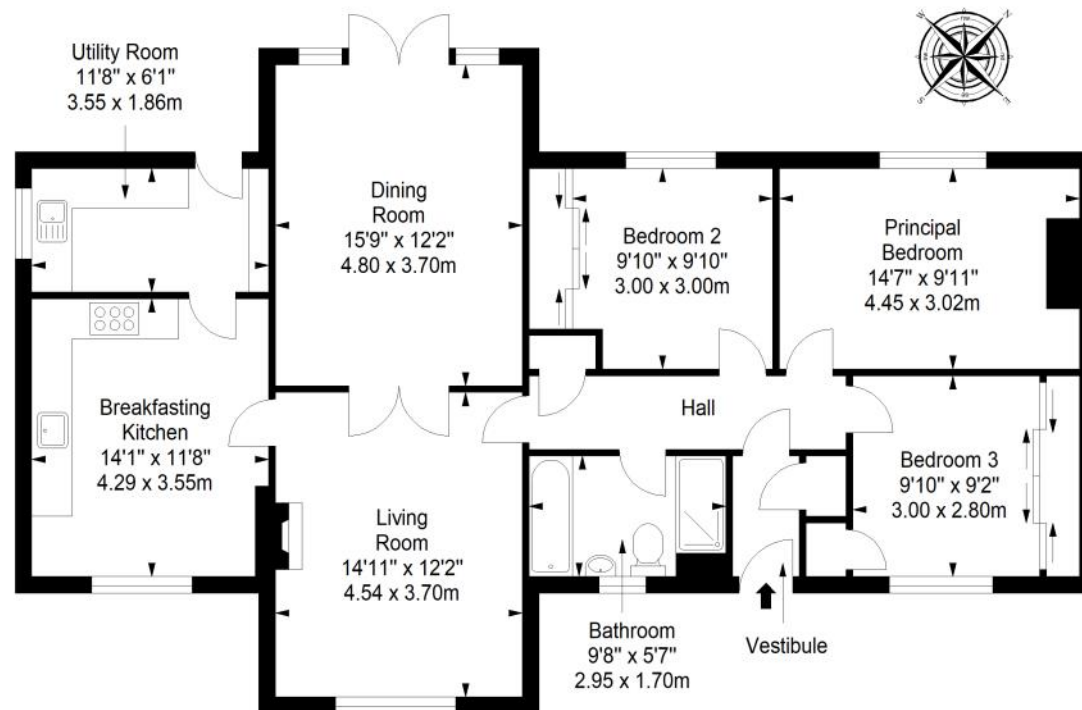 Utility Room
11'8" x 6'1"
3.55 x 1.86m
W
N
S
E
Dining
Room
15'9" x 12'2"
4.80 x 3.70m
Bedroom 2
9'10" x 9'10"
3.00 x 3.00m
Principal
Bedroom
14'7" x 9'11"
4.45 x 3.02m
Breakfasting
Kitchen
14'1" x 11'8"
4.29 x 3.55m
Hall
Living
Room
14'11" x 12'2"
4.54 x 3.70m
Bedroom 3
9'10" x 9'2"
3.00 x 2.80m
Bathroom
9'8" x 5'7"
2.95 x 1.70m
Vestibule